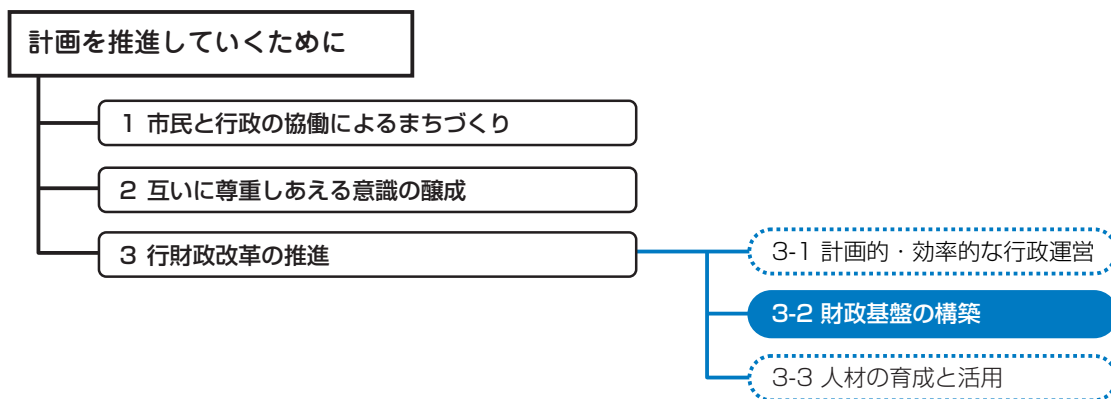 計画を推進していくために
1 市民と行政の協働によるまちづくり
2 互いに尊重しあえる意識の醸成
3 行財政改革の推進
3-1 計画的・効率的な行政運営
3-2 財政基盤の構築
3-3 人材の育成と活用